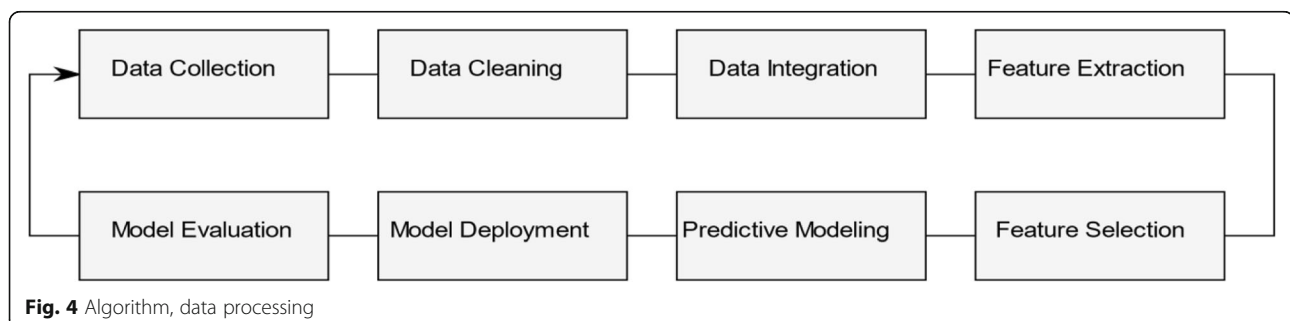 Data Collection
Data Cleaning
Data Integration
Feature Extraction
Model Evaluation
Model Deployment
Predictive Modeling
Feature Selection
Fig. 4 Algorithm, data processing